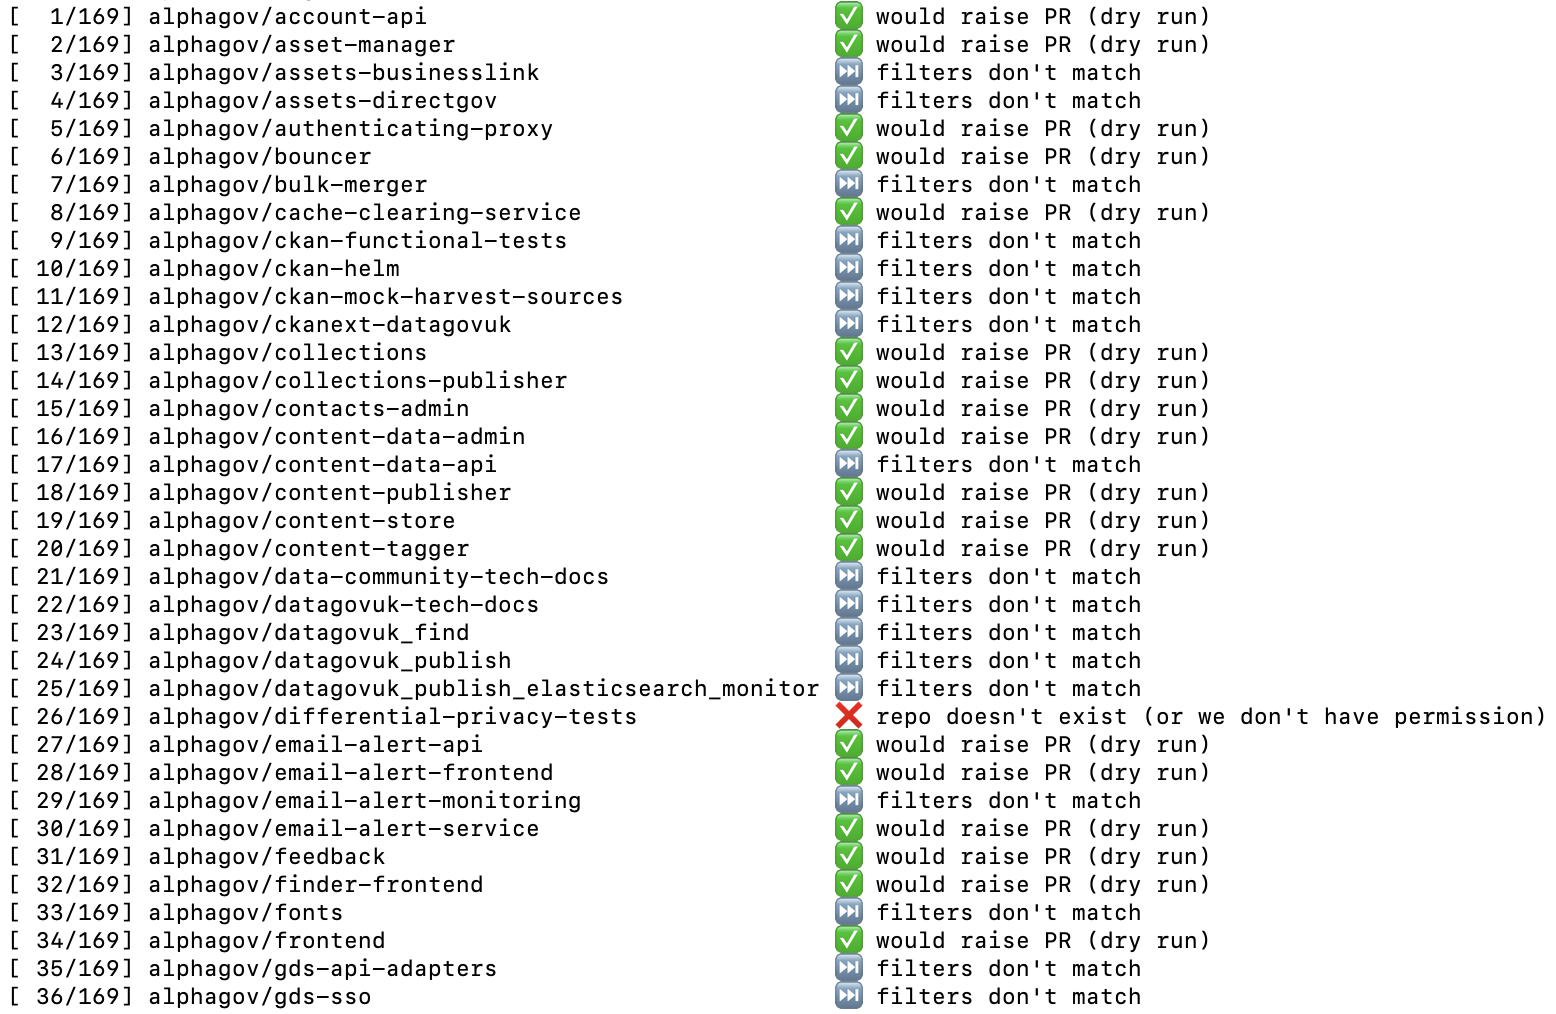 [  1/169] alphagov/account-api ✅ would raise PR (dry run)
[  2/169] alphagov/asset-manager ✅ would raise PR (dry run)
[  3/169] alphagov/assets-businesslink ⏭ filters don't match
[  4/169] alphagov/assets-directgov ⏭ filters don't match
[  5/169] alphagov/authenticating-proxy ✅ would raise PR (dry run)
[  6/169] alphagov/bouncer ✅ would raise PR (dry run)
[  7/169] alphagov/bulk-merger ⏭ filters don't match
[  8/169] alphagov/cache-clearing-service ✅ would raise PR (dry run)
[  9/169] alphagov/ckan-functional-tests ⏭ filters don't match
[ 10/169] alphagov/ckan-helm ⏭ filters don't match
[ 11/169] alphagov/ckan-mock-harvest-sources ⏭ filters don't match
[ 12/169] alphagov/ckanext-datagovuk ⏭ filters don't match
[ 13/169] alphagov/collections ✅ would raise PR (dry run)
[ 14/169] alphagov/collections-publisher ✅ would raise PR (dry run)
[ 15/169] alphagov/contacts-admin ✅ would raise PR (dry run)
[ 16/169] alphagov/content-data-admin ✅ would raise PR (dry run)
[ 17/169] alphagov/content-data-api ⏭ filters don't match
[ 18/169] alphagov/content-publisher ✅ would raise PR (dry run)
[ 19/169] alphagov/content-store ✅ would raise PR (dry run)
[ 20/169] alphagov/content-tagger ✅ would raise PR (dry run)
[ 21/169] alphagov/data-community-tech-docs ⏭ filters don't match
[ 22/169] alphagov/datagovuk-tech-docs ⏭ filters don't match
[ 23/169] alphagov/datagovuk_find ⏭ filters don't match
[ 24/169] alphagov/datagovuk_publish ⏭ filters don't match
[ 25/169] alphagov/datagovuk_publish_elasticsearch_monitor ⏭ filters don't match
[ 26/169] alphagov/differential-privacy-tests ❌ repo doesn't exist (or we don't have permission)
[ 27/169] alphagov/email-alert-api ✅ would raise PR (dry run)
[ 28/169] alphagov/email-alert-frontend ✅ would raise PR (dry run)
[ 29/169] alphagov/email-alert-monitoring ⏭ filters don't match
[ 30/169] alphagov/email-alert-service ✅ would raise PR (dry run)
[ 31/169] alphagov/feedback ✅ would raise PR (dry run)
[ 32/169] alphagov/finder-frontend ✅ would raise PR (dry run)
[ 33/169] alphagov/fonts ⏭ filters don't match
[ 34/169] alphagov/frontend ✅ would raise PR (dry run)
[ 35/169] alphagov/gds-api-adapters ⏭ filters don't match
[ 36/169] alphagov/gds-sso ⏭ filters don't match